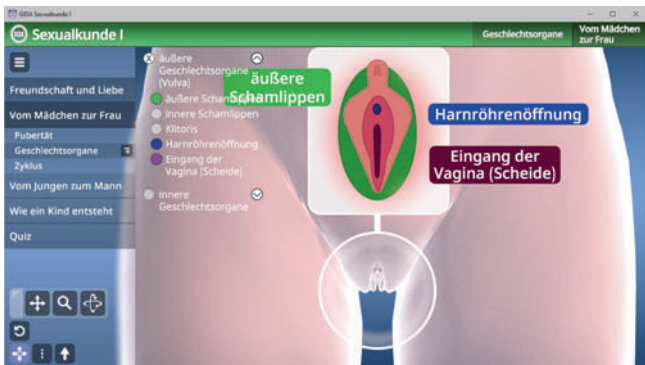 GIDA Sexualkunde I
GIDA
Sexualkunde I
Geschlechtsorgane
Vom Mädchen
zur Frau
Freundschaft und Liebe
Vom Mädchen zur Frau
Pubertät
Geschlechtsorgane
Zyklus
Vom Jungen zum Mann
Wie ein Kind entsteht
Quiz
X äußere
Geschlechtsorgane
(Vulva)
äußere Schamlippen
innere Schamlippen
Klitoris
Harnröhrenöffnung
Eingang der
Vagina (Scheide)
innere
Geschlechtsorgane
äußere
Schamlippen
Harnröhrenöffnung
Eingang der
Vagina (Scheide)